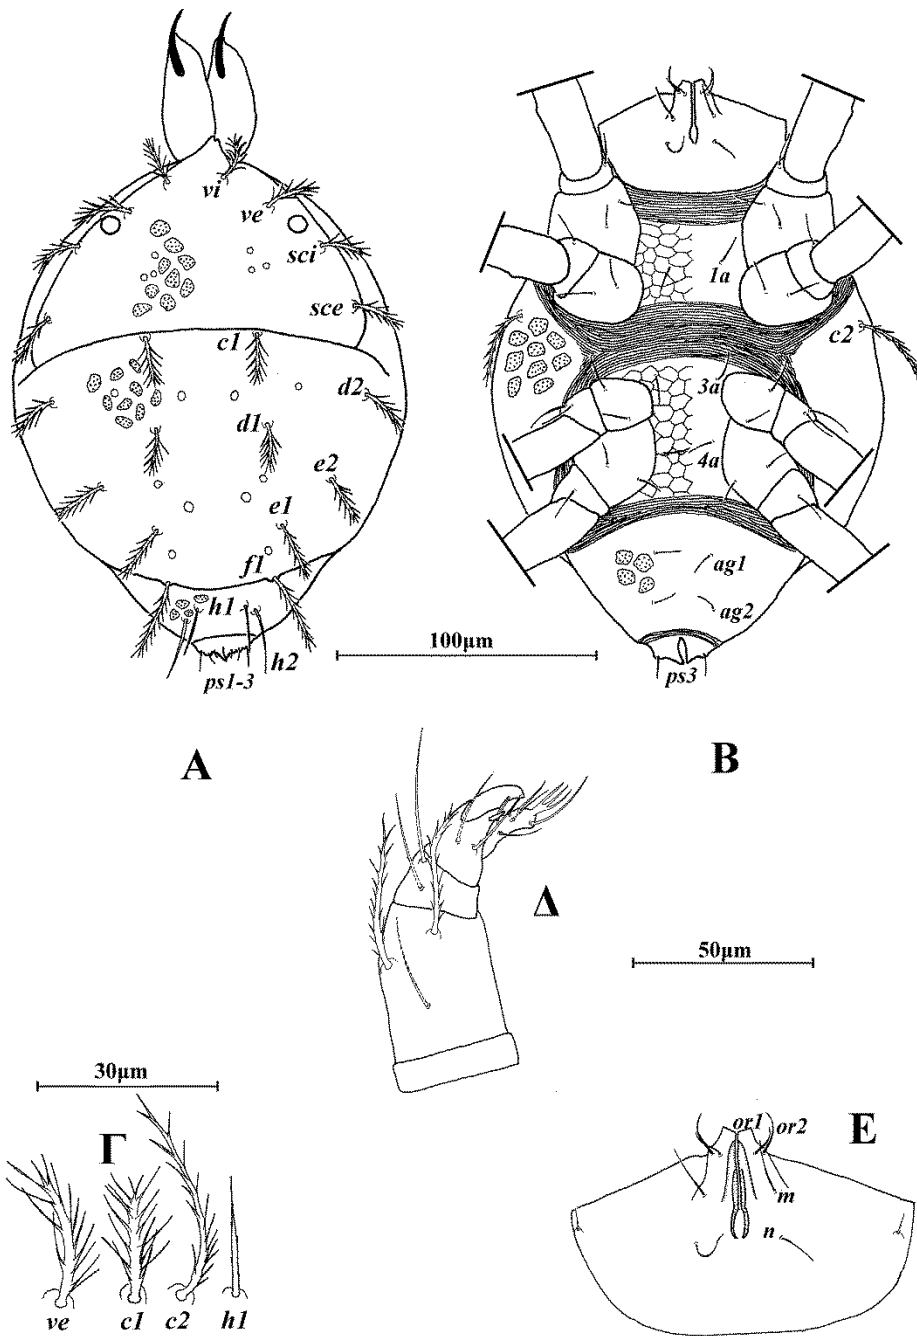 vi
ve
sci
sce
c1
d2
d1
e2
e1
f1
h1
h2
ps1-3
1a
c2
3a
4a
ag1
ag2
ps3
100μm
A
B
Δ
50μm
30μm
Γ
ve
c1
c2
h1
E
or1
or2
m
n